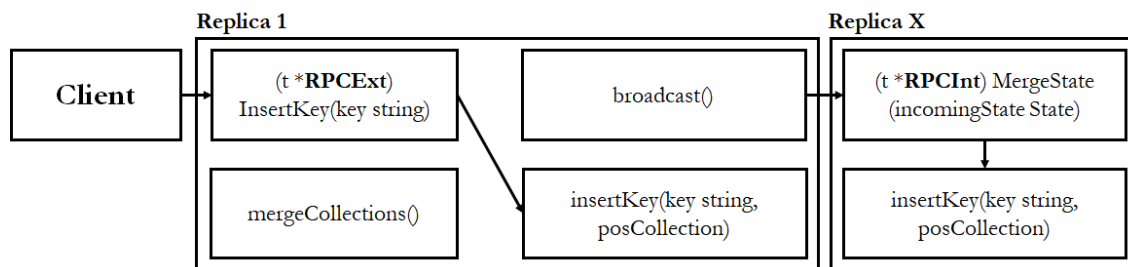 Replica 1
Replica X
Client
(t *RPCExt)
InsertKey(key string)
broadcast()
(t *RPCInt) MergeState
(incomingState State)
mergeCollections()
insertKey(key string,
posCollection)
insertKey(key string,
posCollection)